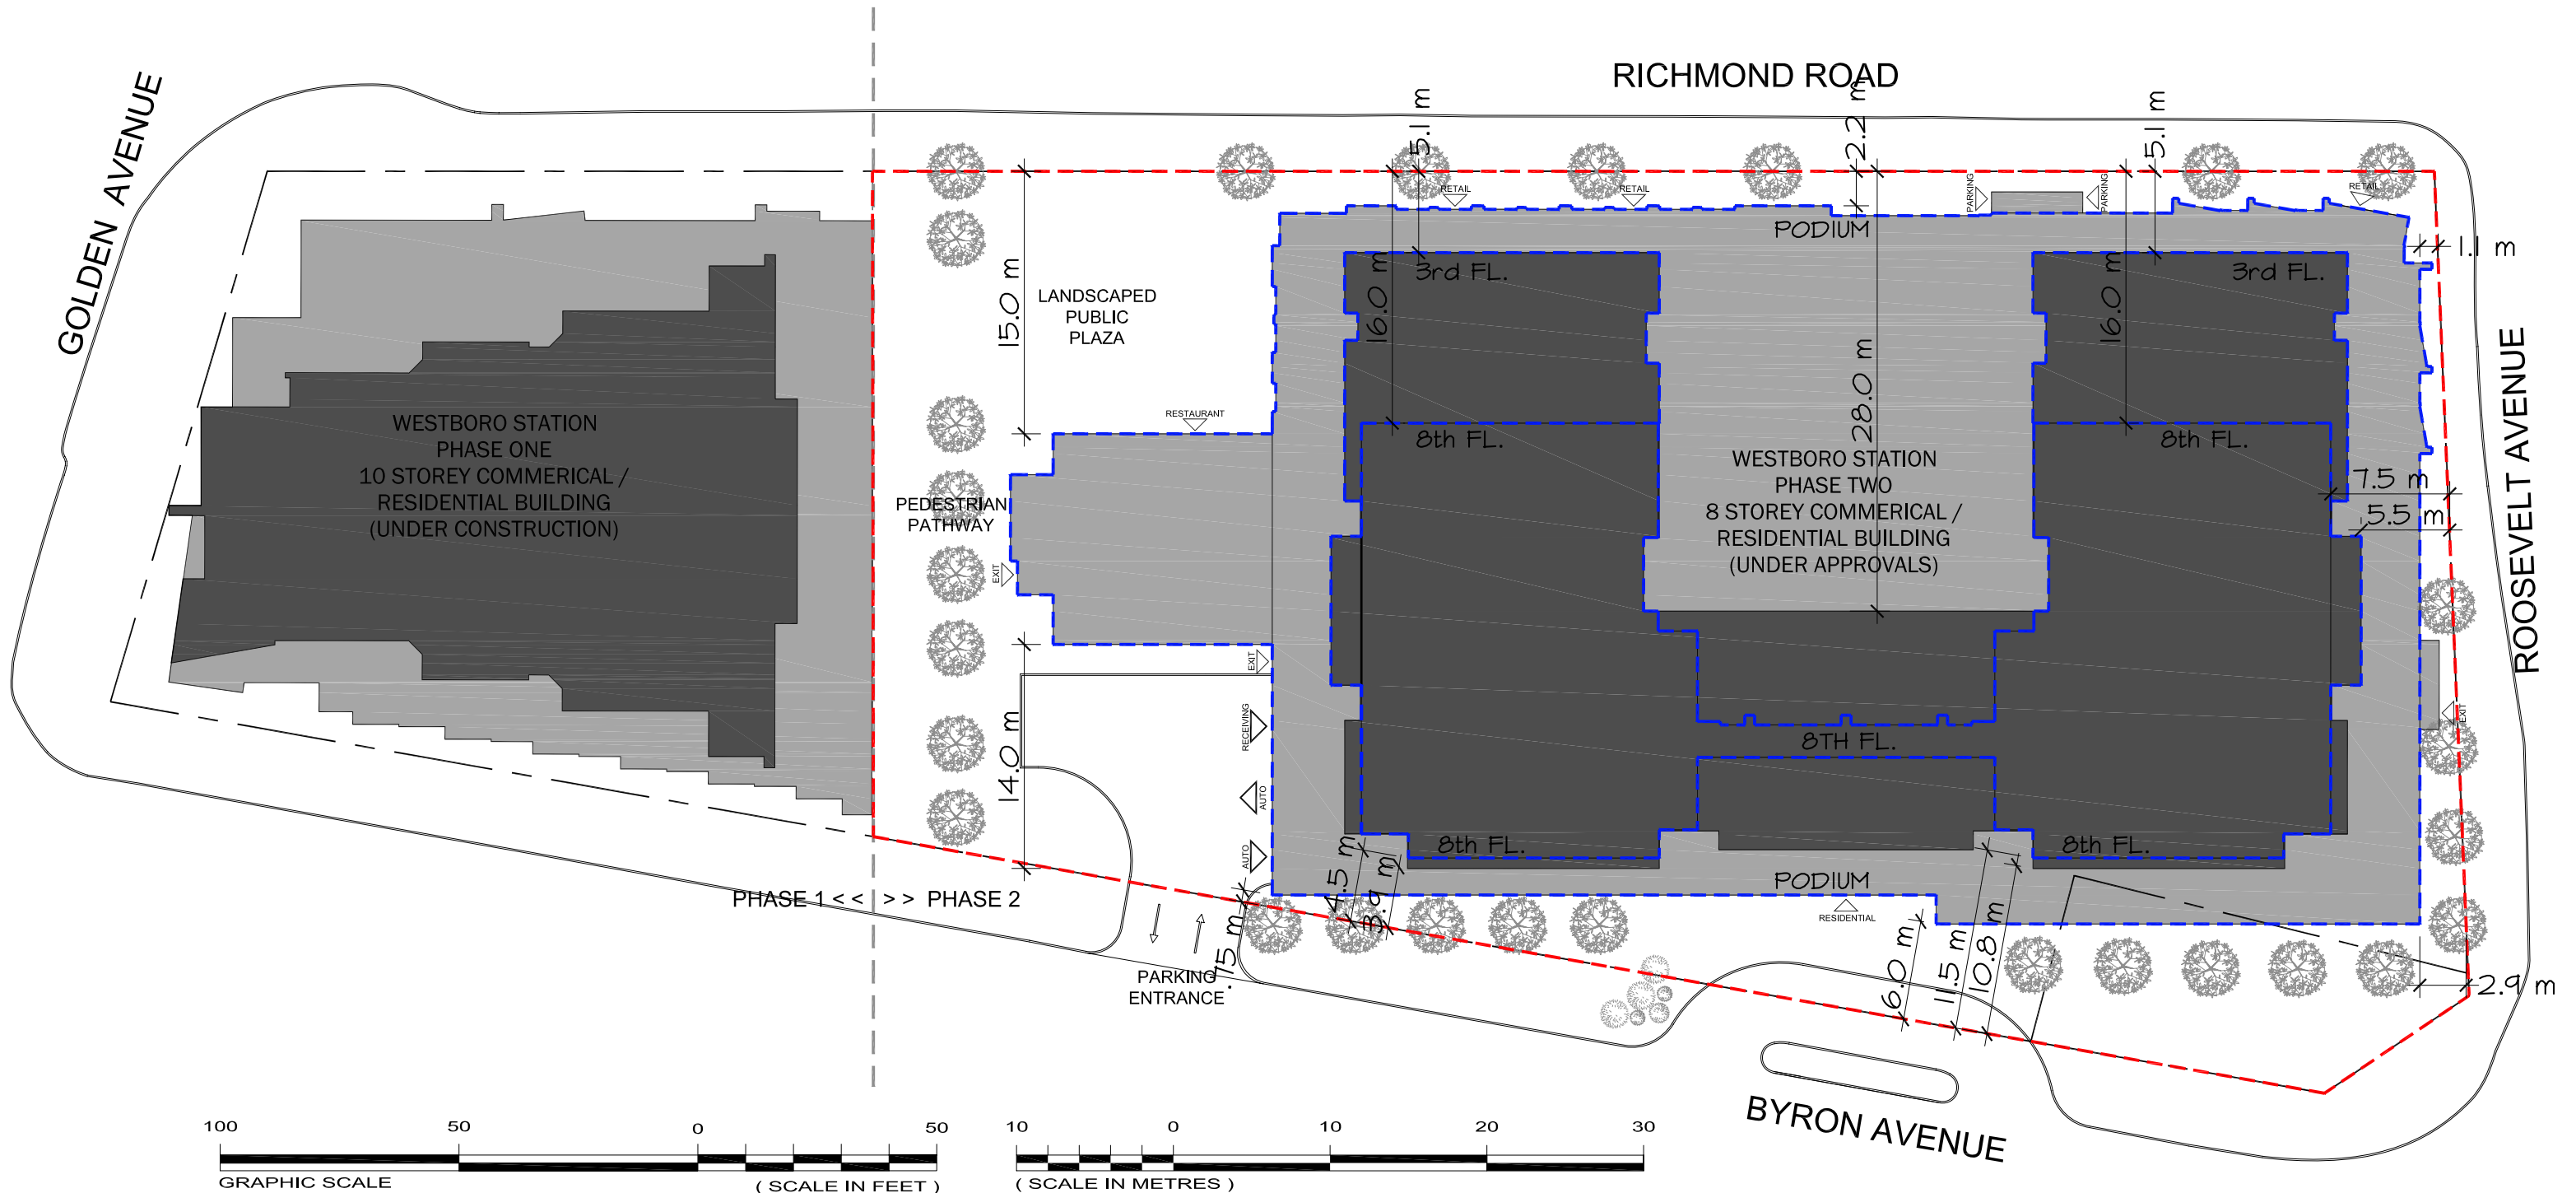 RICHMOND ROAD
GOLDEN AVENUE
ROOSEVELT AVENUE
BYRON AVENUE
5.1 m
2.2 m
5.1 m
1.1 m
RETAIL
RETAIL
PARKING
PARKING
RETAIL
PODIUM
3rd FL.
3rd FL.
15.0 m
16.0 m
28.0 m
16.0 m
LANDSCAPED
PUBLIC
PLAZA
RESTAURANT
8th FL.
8th FL.
WESTBORO STATION
PHASE ONE
10 STOREY COMMERICAL /
RESIDENTIAL BUILDING
(UNDER CONSTRUCTION)
PEDESTRIAN
PATHWAY
WESTBORO STATION
PHASE TWO
8 STOREY COMMERICAL /
RESIDENTIAL BUILDING
(UNDER APPROVALS)
7.5 m
5.5 m
EXIT
EXIT
RECEIVING
AUTO
AUTO
EXIT
14.0 m
8TH FL.
8th FL.
8th FL.
4.5 m
3.9 m
PODIUM
RESIDENTIAL
PHASE 1 << >> PHASE 2
.75 m
PARKING
ENTRANCE
6.0 m
11.5 m
10.8 m
2.9 m
100 50 0 50
GRAPHIC SCALE ( SCALE IN FEET )
10 0 10 20 30
( SCALE IN METRES )